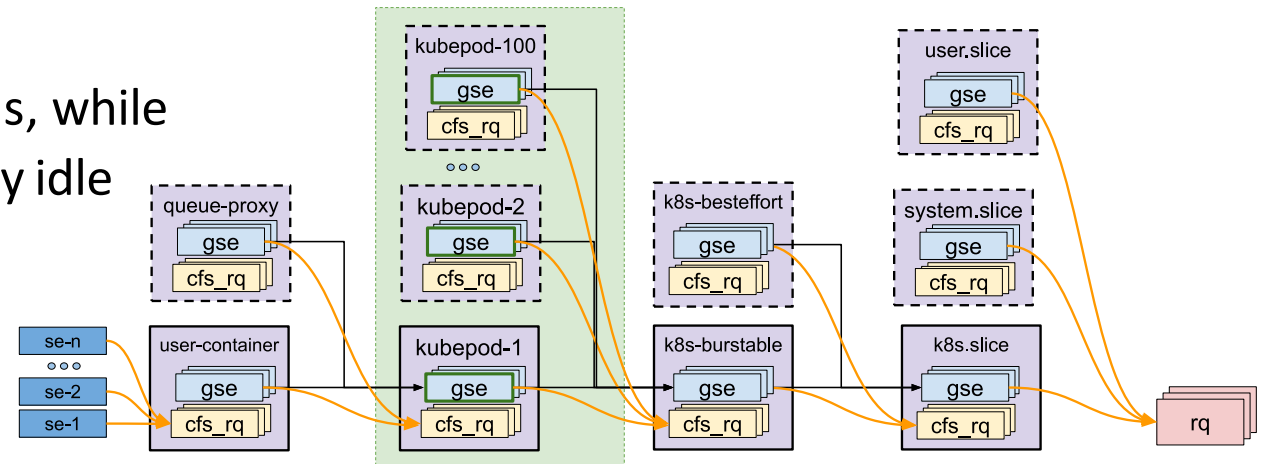 s, while
y idle
kubepod-100
gse
cfs_rq
user.slice
gse
cfs_rq
queue-proxy
gse
cfs_rq
kubepod-2
gse
cfs_rq
k8s-besteffort
gse
cfs_rq
system.slice
gse
cfs_rq
se-n
se-2
se-1
user-container
gse
cfs_rq
kubepod-1
gse
cfs_rq
k8s-burstable
gse
cfs_rq
k8s.slice
gse
cfs_rq
rq